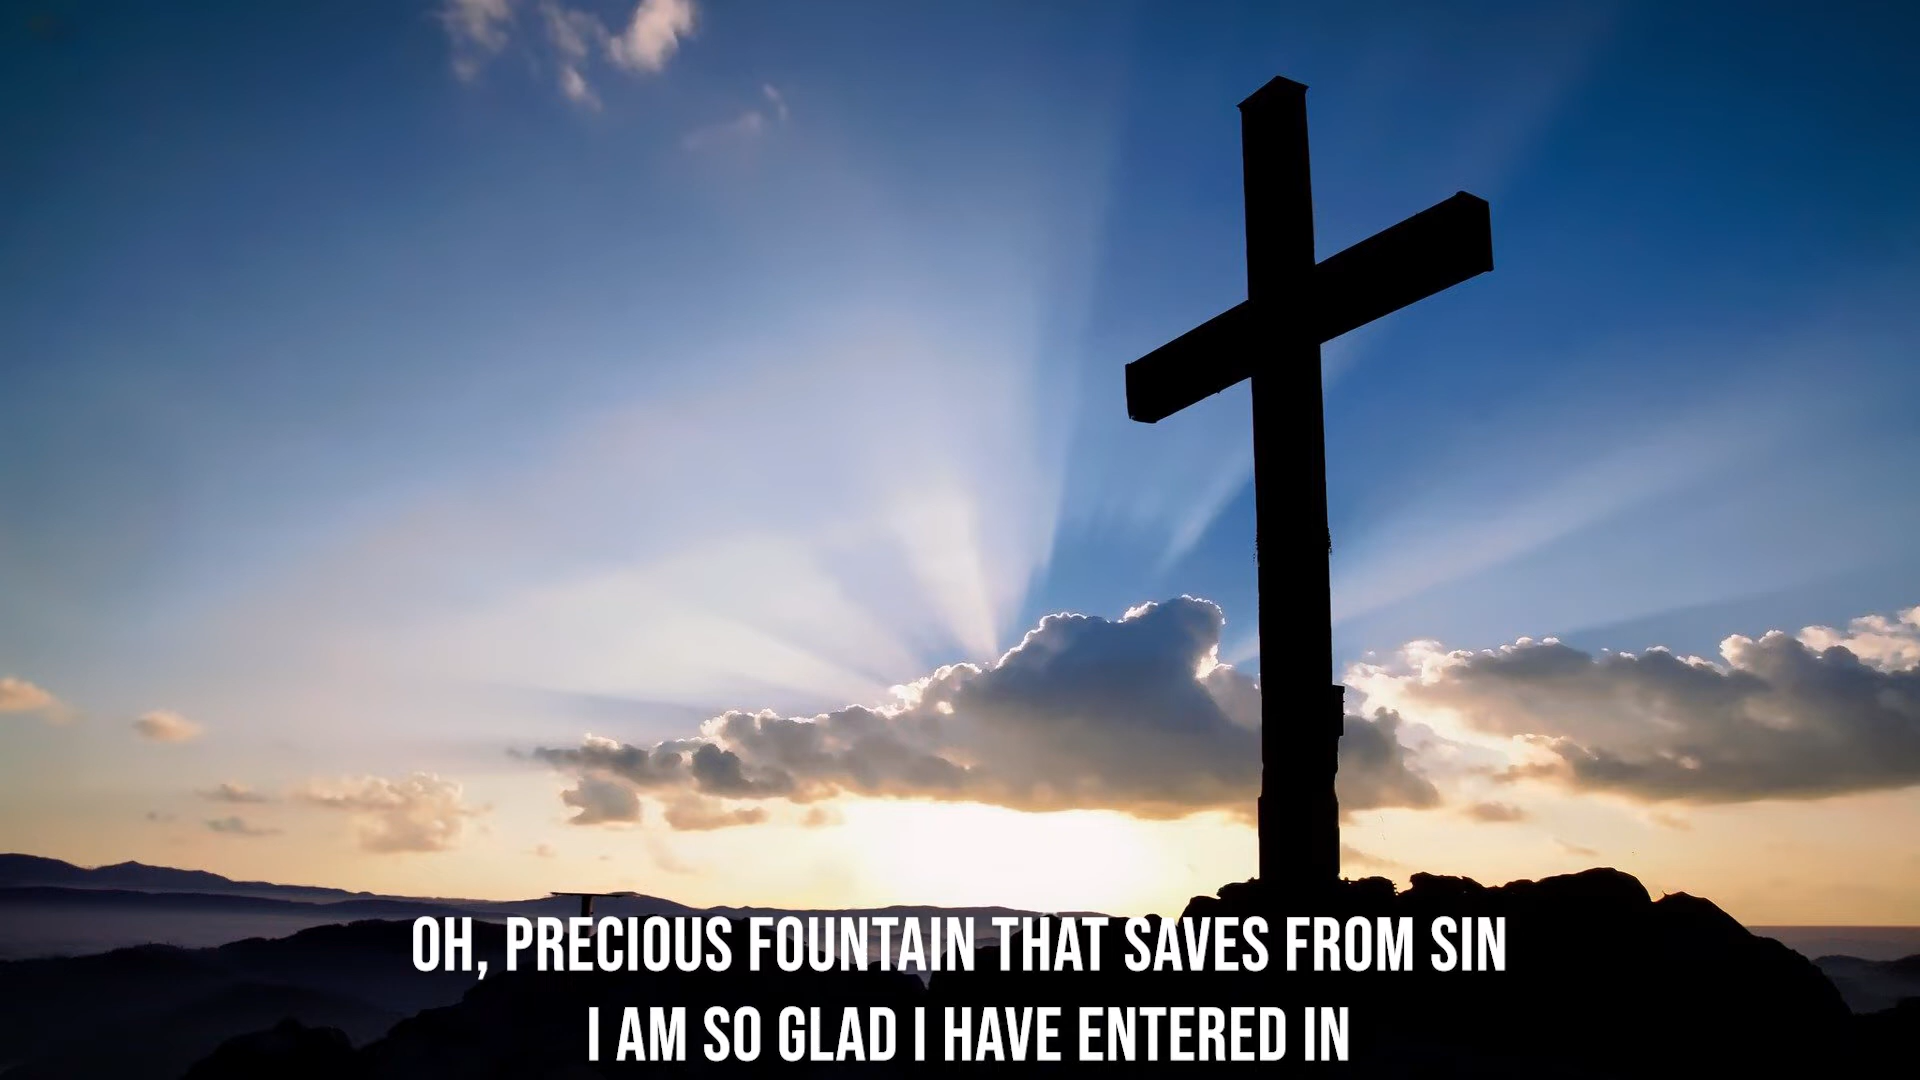 OH, PRECIOUS FOUNTAIN THAT SAVES FROM SIN
I AM SO GLAD I HAVE ENTERED IN